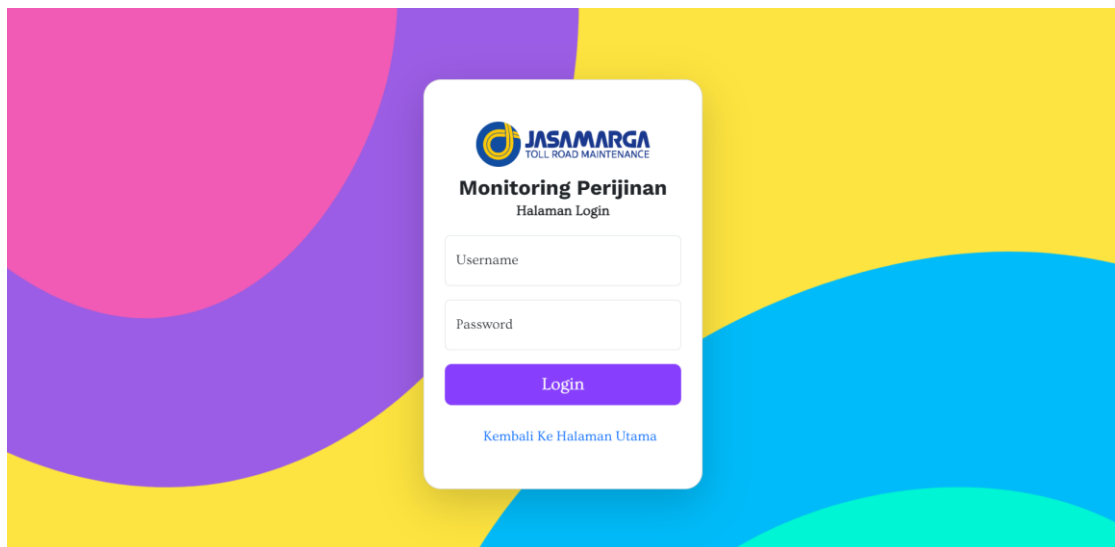 JASAMARGA
TOLL ROAD MAINTENANCE
Monitoring Perijinan
Halaman Login
Username
Password
Login
Kembali Ke Halaman Utama